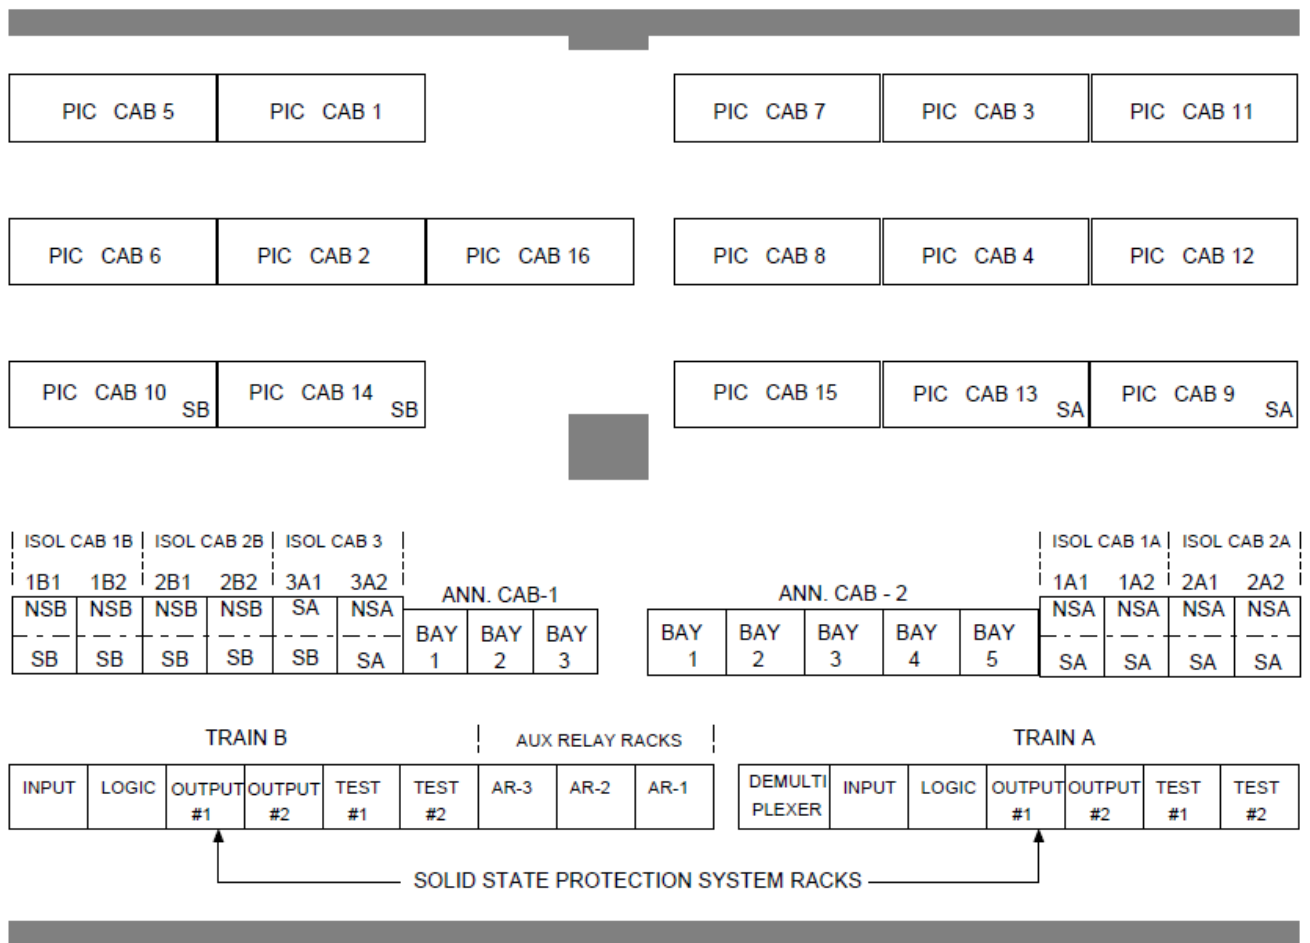 PIC CAB 5 PIC CAB 1 PIC CAB 7 PIC CAB 3 PIC CAB 11
PIC CAB 6 PIC CAB 2 PIC CAB 16 PIC CAB 8 PIC CAB 4 PIC CAB 12
PIC CAB 10 SB PIC CAB 14 SB PIC CAB 15 PIC CAB 13 SA PIC CAB 9 SA
ISOL CAB 1B ISOL CAB 2B ISOL CAB 3 ISOL CAB 1A ISOL CAB 2A
1B1 1B2 2B1 2B2 3A1 3A2 ANN. CAB-1 ANN. CAB - 2 1A1 1A2 2A1 2A2
NSB NSB NSB NSB SA NSA NSA NSA NSA NSA
BAY BAY BAY BAY BAY BAY BAY BAY
SB SB SB SB SB SA 1 2 3 1 2 3 4 5 SA SA SA SA
TRAIN B AUX RELAY RACKS TRAIN A
INPUT LOGIC OUTPUT OUTPUT TEST TEST AR-3 AR-2 AR-1 DEMULTI INPUT LOGIC OUTPUT OUTPUT TEST TEST
#1 #2 #1 #2 PLEXER #1 #2 #1 #2
SOLID STATE PROTECTION SYSTEM RACKS